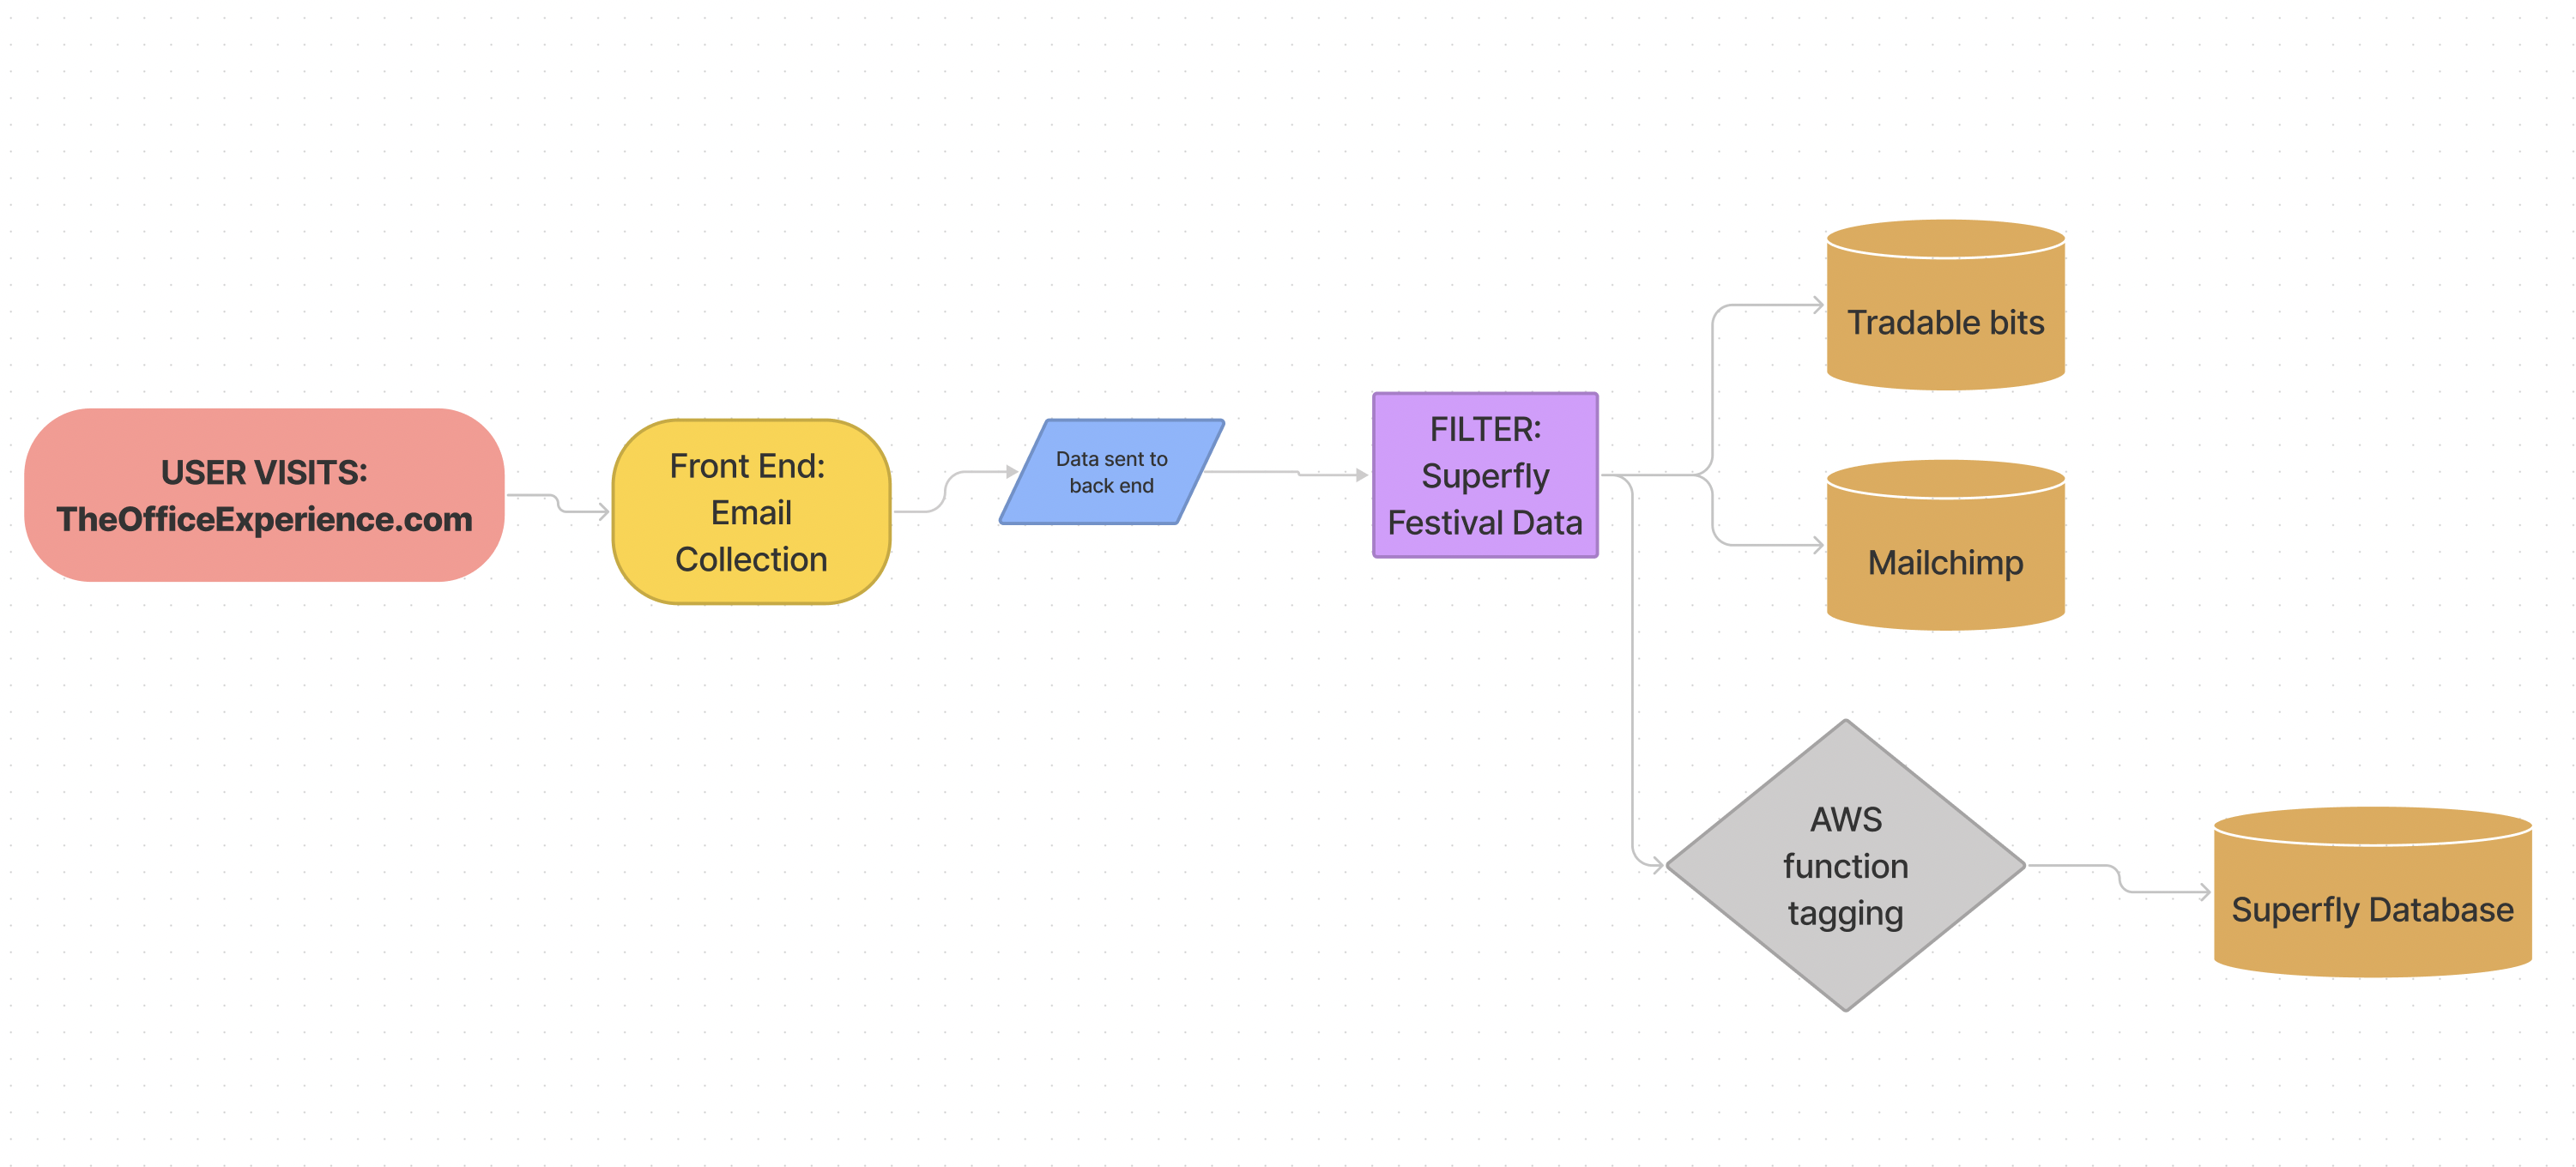 USER VISITS:
TheOfficeExperience.com
Front End:
Email
Collection
Data sent to
back end
FILTER:
Superfly
Festival Data
Tradable bits
Mailchimp
AWS
function
tagging
Superfly Database